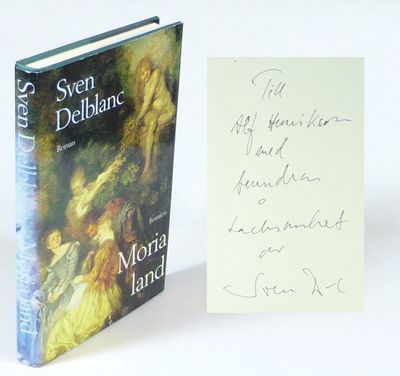 Sven Delblanc
Moria land
Sven
Delblanc
Roman
Bonniers
Moria
land
Till
Alf Henrikson
med
beundran
o
tacksamhet
av
Sven D-c